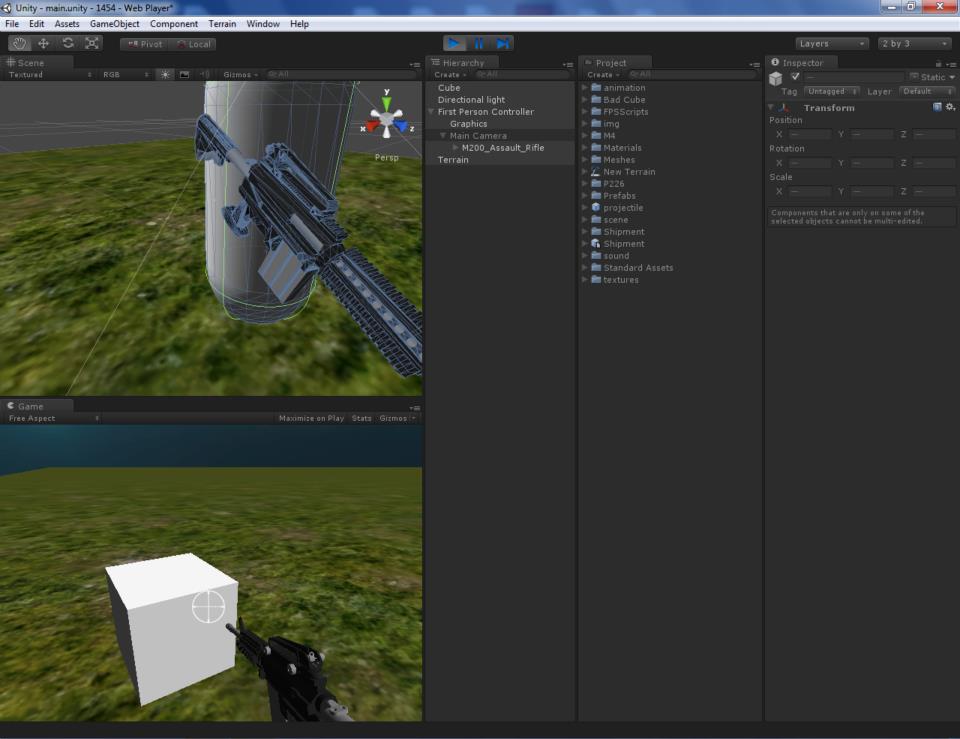 Unity - main.unity - 1454 - Web Player*
File Edit Assets GameObject Component Terrain Window Help
Pivot Local
Layers 2 by 3
Scene
Textured RGB Gizmos All
y
x z
Persp
Game
Free Aspect Maximize on Play Stats Gizmos
Hierarchy
Create All
Cube
Directional light
First Person Controller
Graphics
Main Camera
M200_Assault_Rifle
Terrain
Project
Create All
animation
Bad Cube
FPSScripts
img
M4
Materials
Meshes
New Terrain
P226
Prefabs
projectile
scene
Shipment
Shipment
sound
Standard Assets
textures
Inspector
— Static
Tag Untagged Layer Default
Transform
Position
X — Y — Z —
Rotation
X — Y — Z —
Scale
X — Y — Z —
Components that are only on some of the
selected objects cannot be multi-edited.